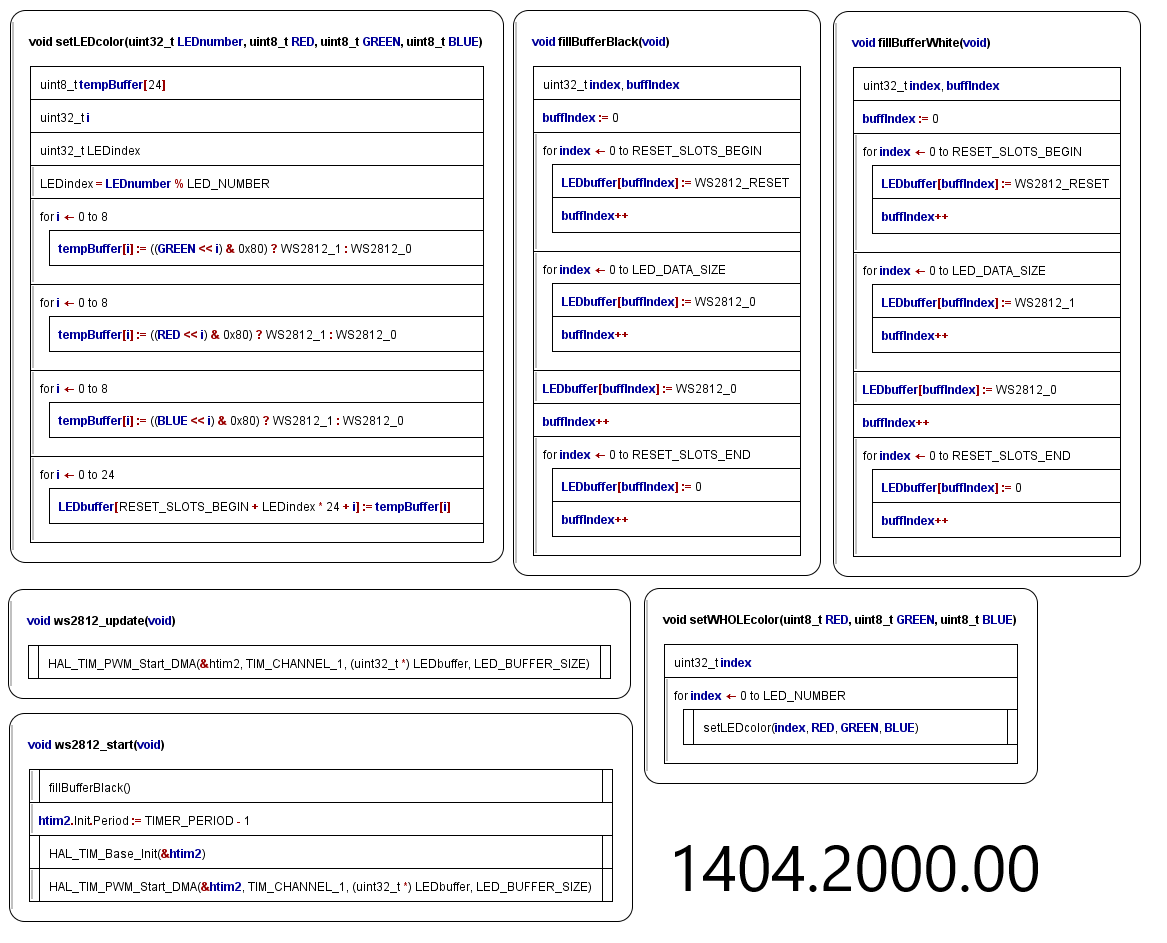 void setLEDcolor(uint32_t LEDnumber, uint8_t RED, uint8_t GREEN, uint8_t BLUE)
uint8_t tempBuffer[24]
uint32_t i
uint32_t LEDindex
LEDindex = LEDnumber % LED_NUMBER
for i ← 0 to 8
tempBuffer[i] := ((GREEN << i) & 0x80) ? WS2812_1 : WS2812_0
for i ← 0 to 8
tempBuffer[i] := ((RED << i) & 0x80) ? WS2812_1 : WS2812_0
for i ← 0 to 8
tempBuffer[i] := ((BLUE << i) & 0x80) ? WS2812_1 : WS2812_0
for i ← 0 to 24
LEDbuffer[RESET_SLOTS_BEGIN + LEDindex * 24 + i] := tempBuffer[i]
void fillBufferBlack(void)
uint32_t index, buffIndex
buffIndex := 0
for index ← 0 to RESET_SLOTS_BEGIN
LEDbuffer[buffIndex] := WS2812_RESET
buffIndex++
for index ← 0 to LED_DATA_SIZE
LEDbuffer[buffIndex] := WS2812_0
buffIndex++
LEDbuffer[buffIndex] := WS2812_0
buffIndex++
for index ← 0 to RESET_SLOTS_END
LEDbuffer[buffIndex] := 0
buffIndex++
void fillBufferWhite(void)
uint32_t index, buffIndex
buffIndex := 0
for index ← 0 to RESET_SLOTS_BEGIN
LEDbuffer[buffIndex] := WS2812_RESET
buffIndex++
for index ← 0 to LED_DATA_SIZE
LEDbuffer[buffIndex] := WS2812_1
buffIndex++
LEDbuffer[buffIndex] := WS2812_0
buffIndex++
for index ← 0 to RESET_SLOTS_END
LEDbuffer[buffIndex] := 0
buffIndex++
void ws2812_update(void)
HAL_TIM_PWM_Start_DMA(&htim2, TIM_CHANNEL_1, (uint32_t *) LEDbuffer, LED_BUFFER_SIZE)
void setWHOLEcolor(uint8_t RED, uint8_t GREEN, uint8_t BLUE)
uint32_t index
for index ← 0 to LED_NUMBER
setLEDcolor(index, RED, GREEN, BLUE)
void ws2812_start(void)
fillBufferBlack()
htim2.Init.Period := TIMER_PERIOD - 1
HAL_TIM_Base_Init(&htim2)
HAL_TIM_PWM_Start_DMA(&htim2, TIM_CHANNEL_1, (uint32_t *) LEDbuffer, LED_BUFFER_SIZE)
1404.2000.00